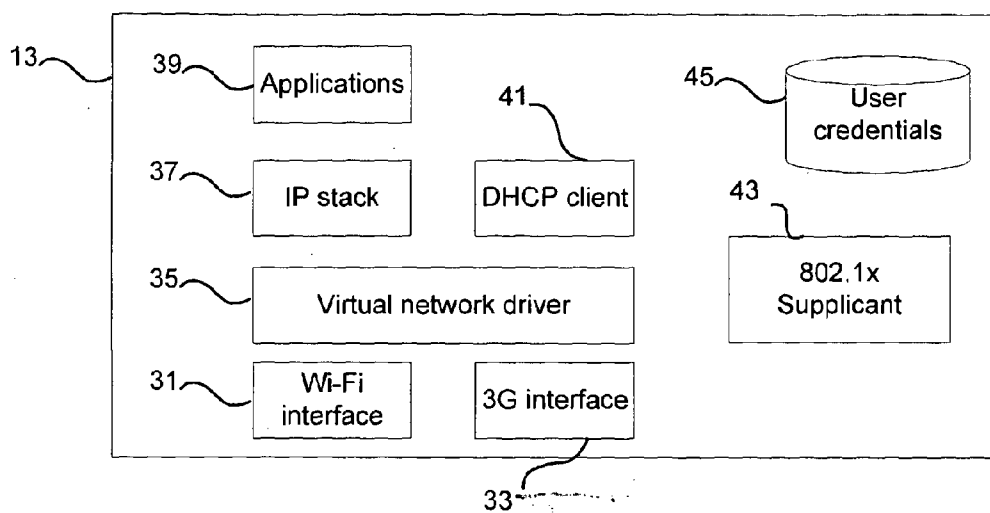 13
39
Applications
45
User
credentials
41
37
IP stack
DHCP client
43
35
Virtual network driver
802.1x
Supplicant
31
Wi-Fi
interface
3G interface
33